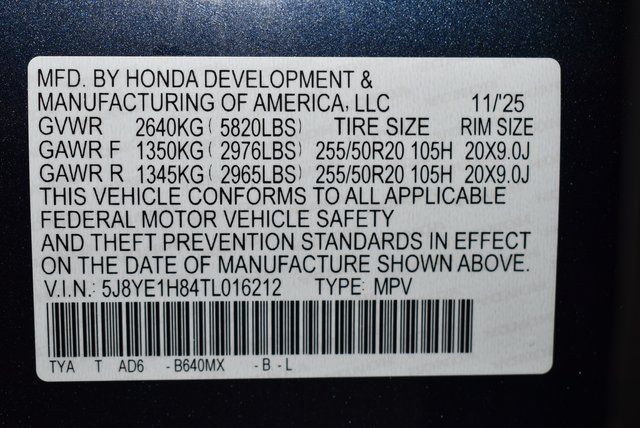 MFD. BY HONDA DEVELOPMENT &
MANUFACTURING OF AMERICA, LLC 11/'25
GVWR 2640KG( 5820LBS) TIRE SIZE RIM SIZE
GAWR F 1350KG( 2976LBS) 255/50R20 105H 20X9.0J
GAWR R 1345KG( 2965LBS) 255/50R20 105H 20X9.0J
THIS VEHICLE CONFORMS TO ALL APPLICABLE
FEDERAL MOTOR VEHICLE SAFETY
AND THEFT PREVENTION STANDARDS IN EFFECT
ON THE DATE OF MANUFACTURE SHOWN ABOVE.
V.I.N.: 5J8YE1H84TL016212 TYPE: MPV
TYA T AD6 - B640MX - B - L